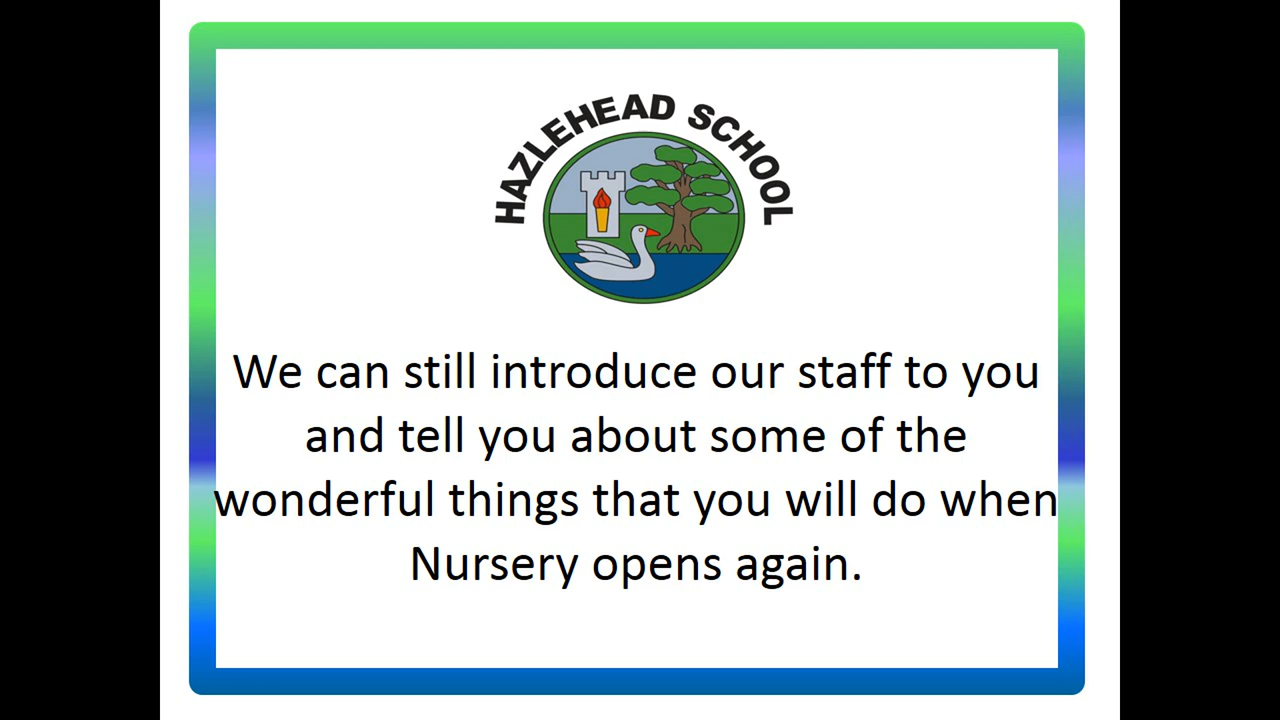 HAZLEHEAD SCHOOL
We can still introduce our staff to you
and tell you about some of the
wonderful things that you will do when
Nursery opens again.